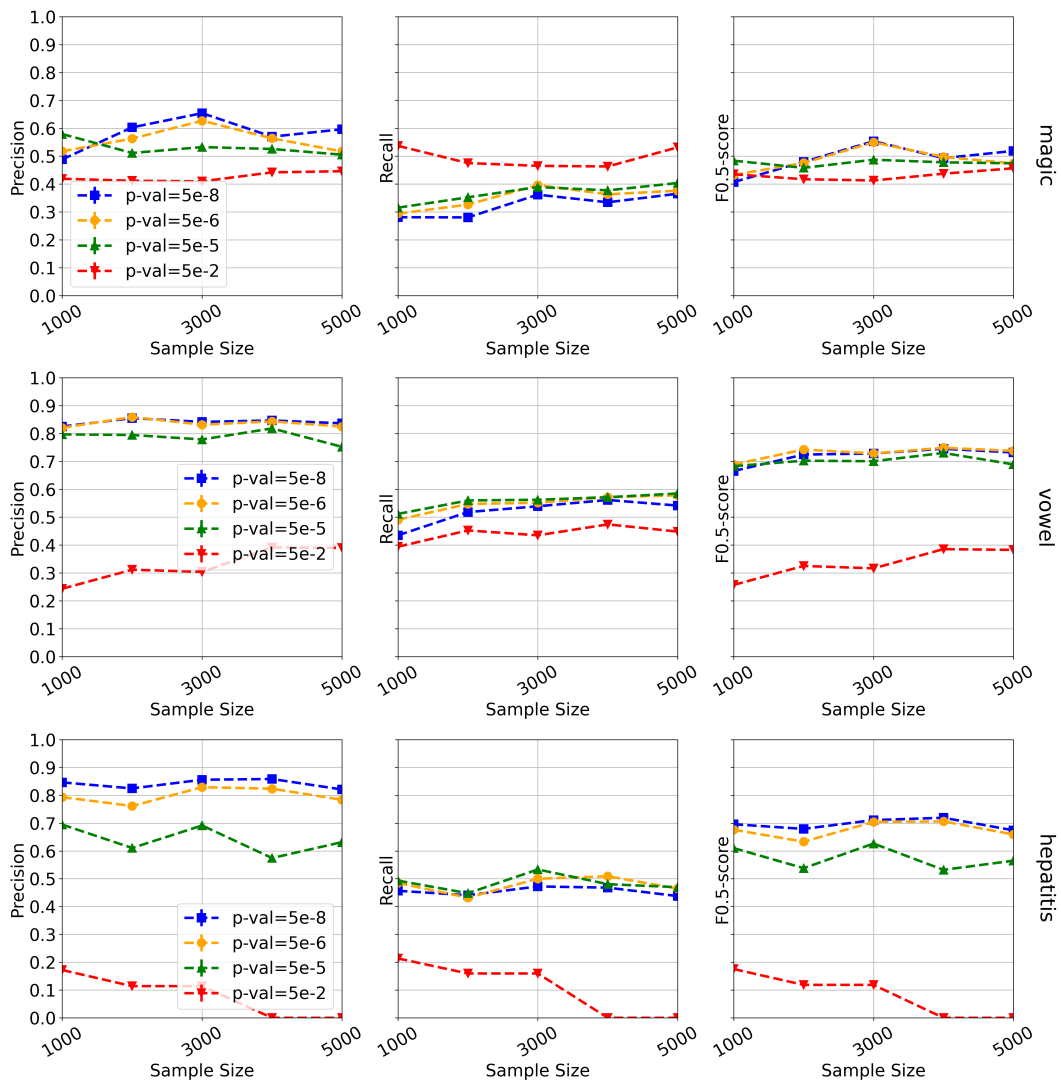 1.0
0.9
0.8
0.7
0.6
0.5
0.4
0.3
0.2
0.1
0.0
Precision
p-val=5e-8
p-val=5e-6
p-val=5e-5
p-val=5e-2
1000
3000
5000
Sample Size
Recall
1000
3000
5000
Sample Size
F0.5-score
1000
3000
5000
Sample Size
magic
1.0
0.9
0.8
0.7
0.6
0.5
0.4
0.3
0.2
0.1
0.0
Precision
p-val=5e-8
p-val=5e-6
p-val=5e-5
p-val=5e-2
1000
3000
5000
Sample Size
Recall
1000
3000
5000
Sample Size
F0.5-score
1000
3000
5000
Sample Size
vowel
1.0
0.9
0.8
0.7
0.6
0.5
0.4
0.3
0.2
0.1
0.0
Precision
p-val=5e-8
p-val=5e-6
p-val=5e-5
p-val=5e-2
1000
3000
5000
Sample Size
Recall
1000
3000
5000
Sample Size
F0.5-score
1000
3000
5000
Sample Size
hepatitis